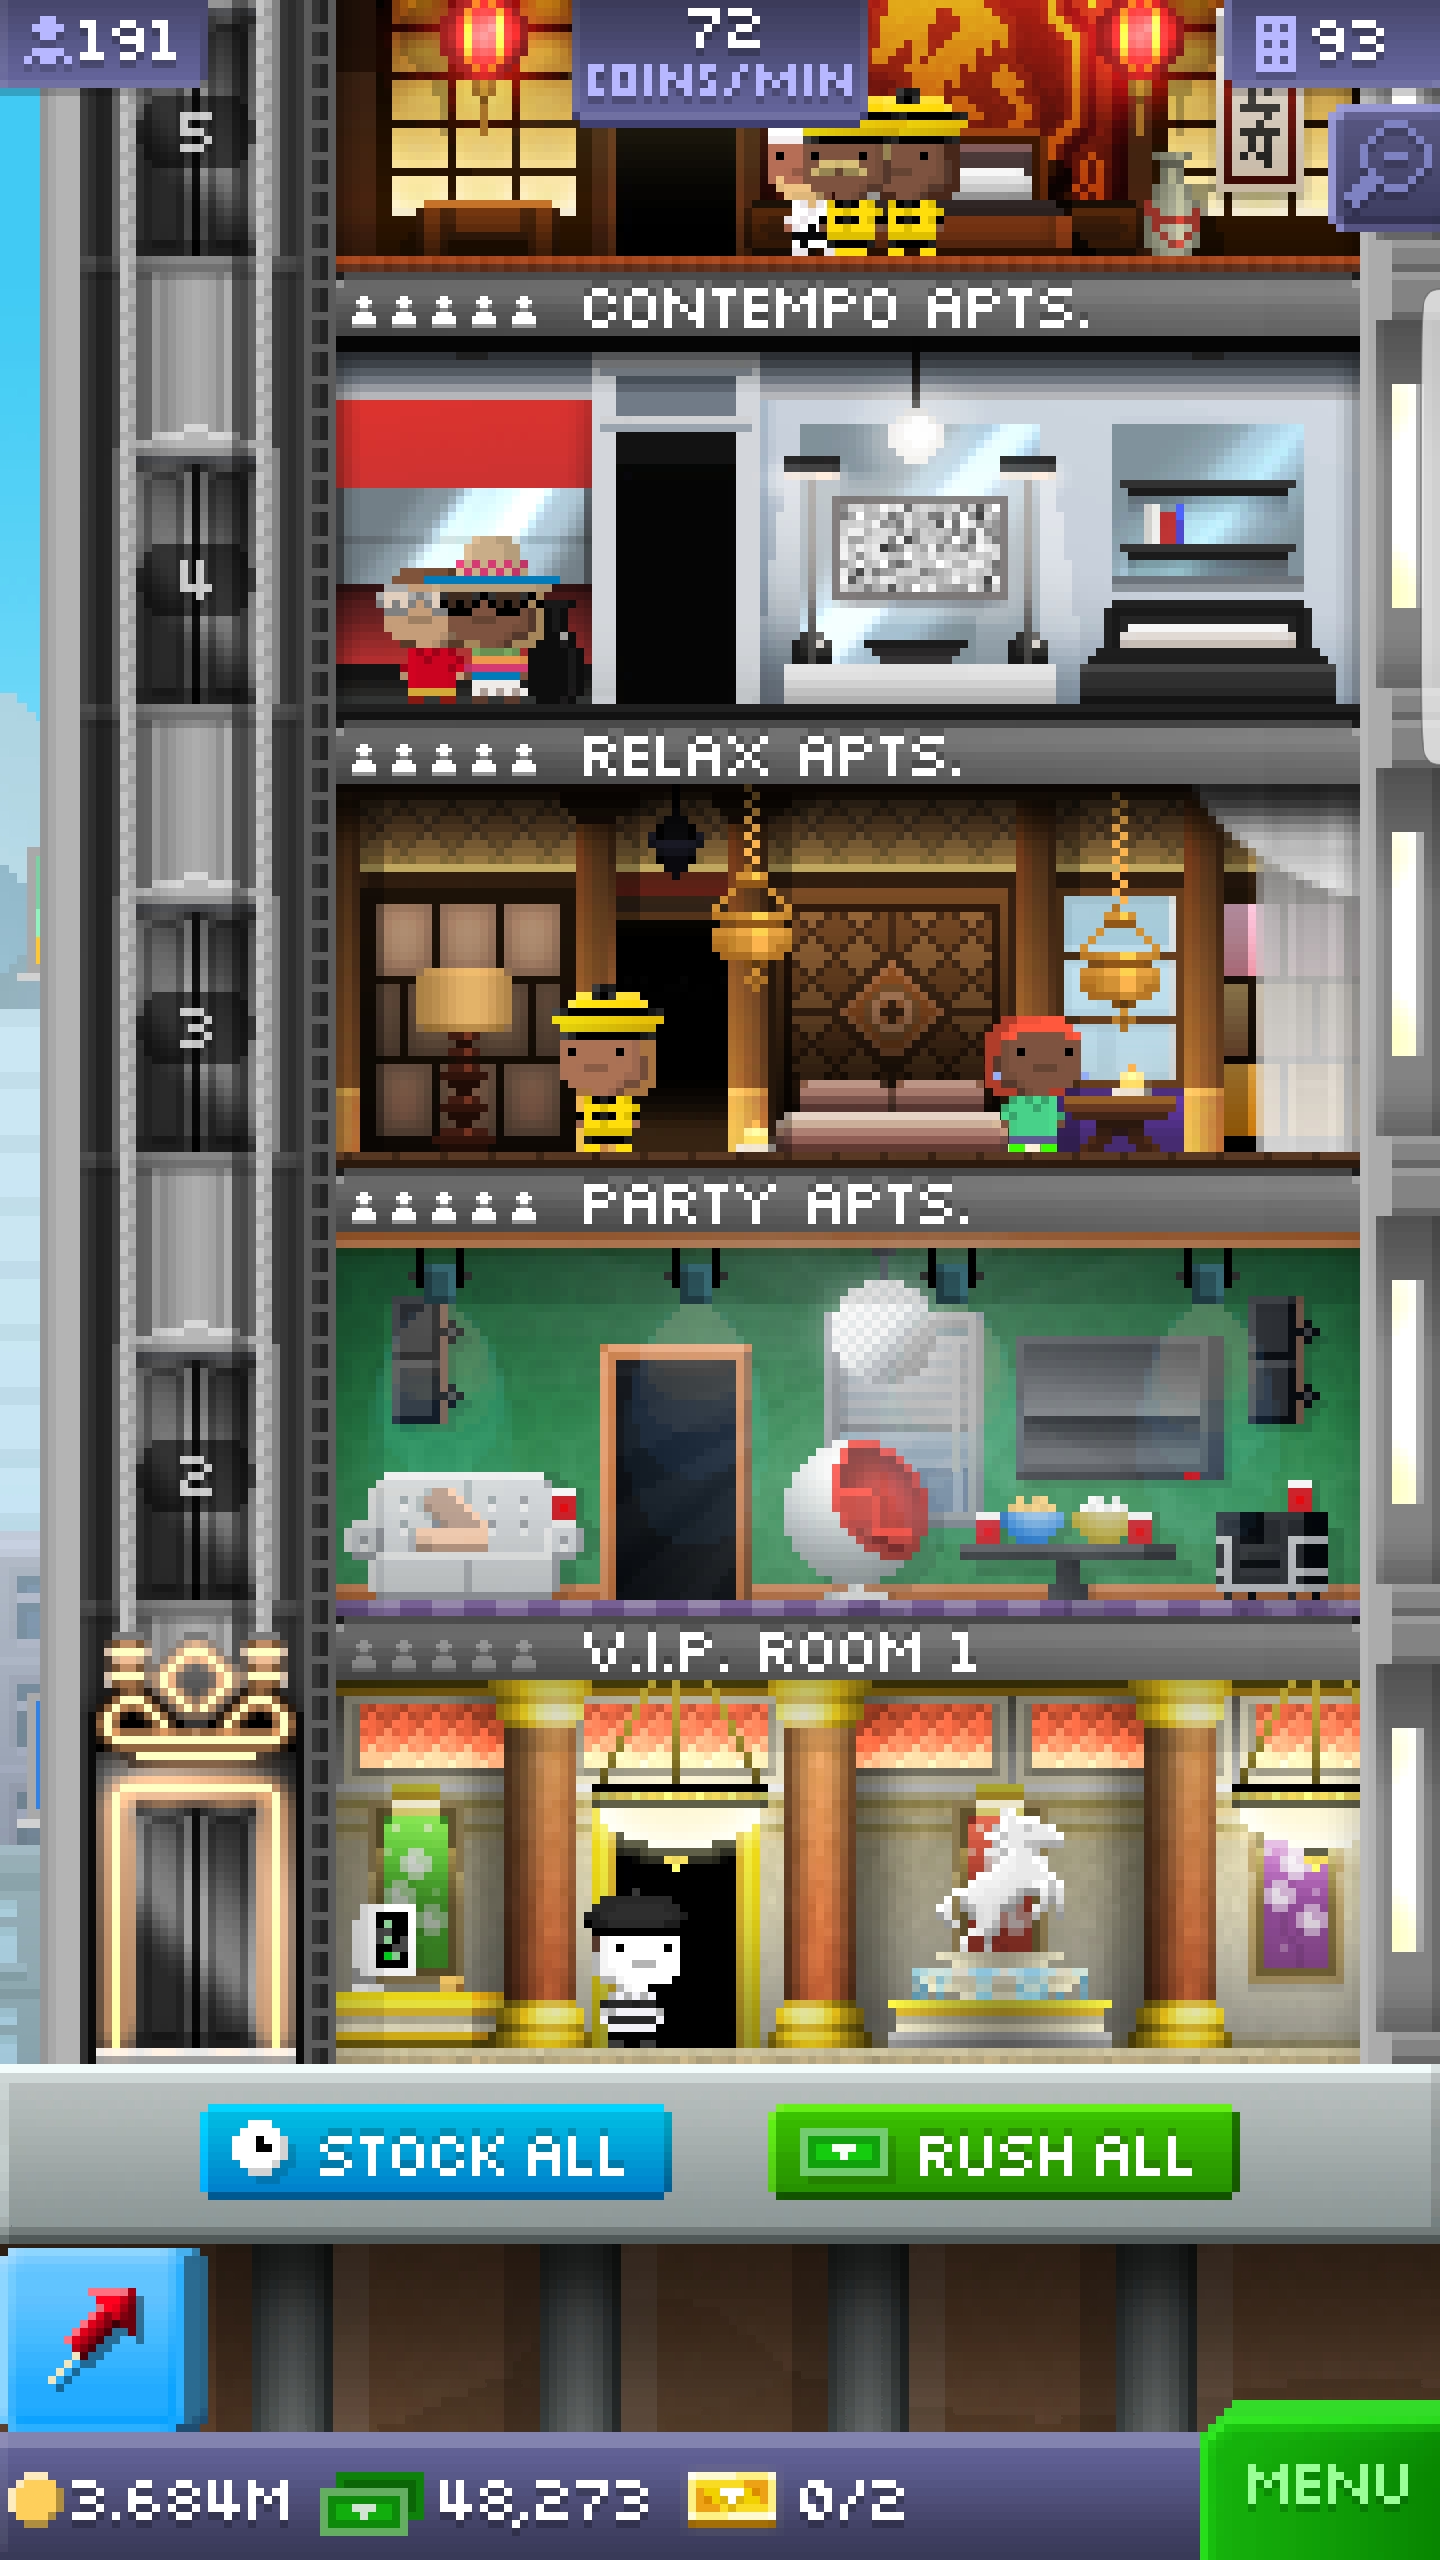 191
72
COINS/MIN
93
5
CONTEMPO APTS.
4
RELAX APTS.
3
PARTY APTS.
2
V.I.P. ROOM 1
STOCK ALL
RUSH ALL
3.684M
48,273
0/2
MENU